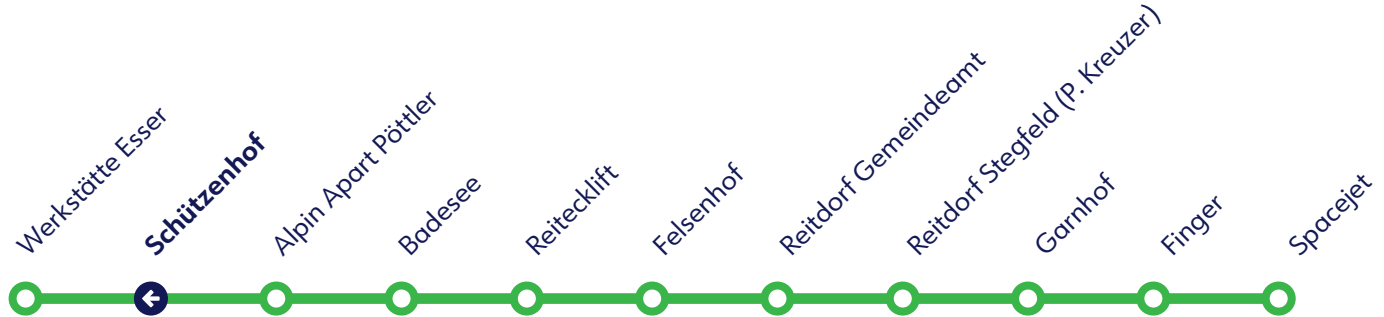 Werkstätte Esser
Schützenhof
Alpin Apart Pöttler
Badesee
Reitecklift
Felsenhof
Reitdorf Gemeindeamt
Reitdorf Stegfeld (P. Kreuzer)
Garnhof
Finger
Spacejet